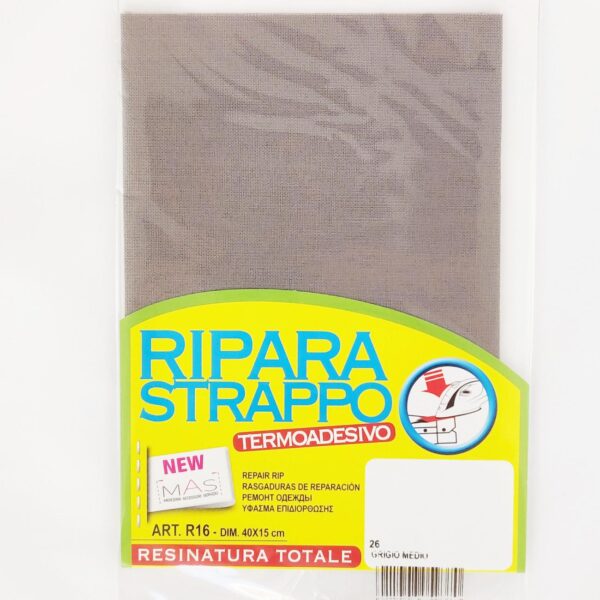 RIPARA
STRAPPO
TERMOADESIVO
NEW
MAS
REPAIR RIP
RASGADURAS DE REPARACIÓN
РЕМОНТ ОДЕЖДЫ
ΥΦΑΣΜΑ ΕΠΙΔΙΟΡΘΩΣΗΣ
ART. R16 - DIM. 40X15 cm
26
GRIGIO MEDIO
RESINATURA TOTALE